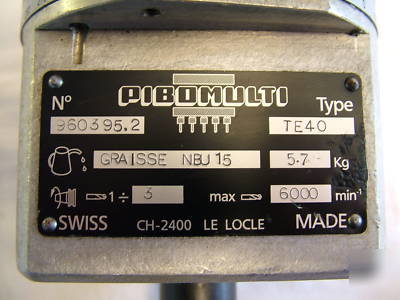 PIBOMULTI
Nº Type
960395.2 TE40
GRAISSE NBU 15 5.7 Kg
1 ÷ 3 max 6000 min⁻¹
SWISS CH-2400 LE LOCLE MADE